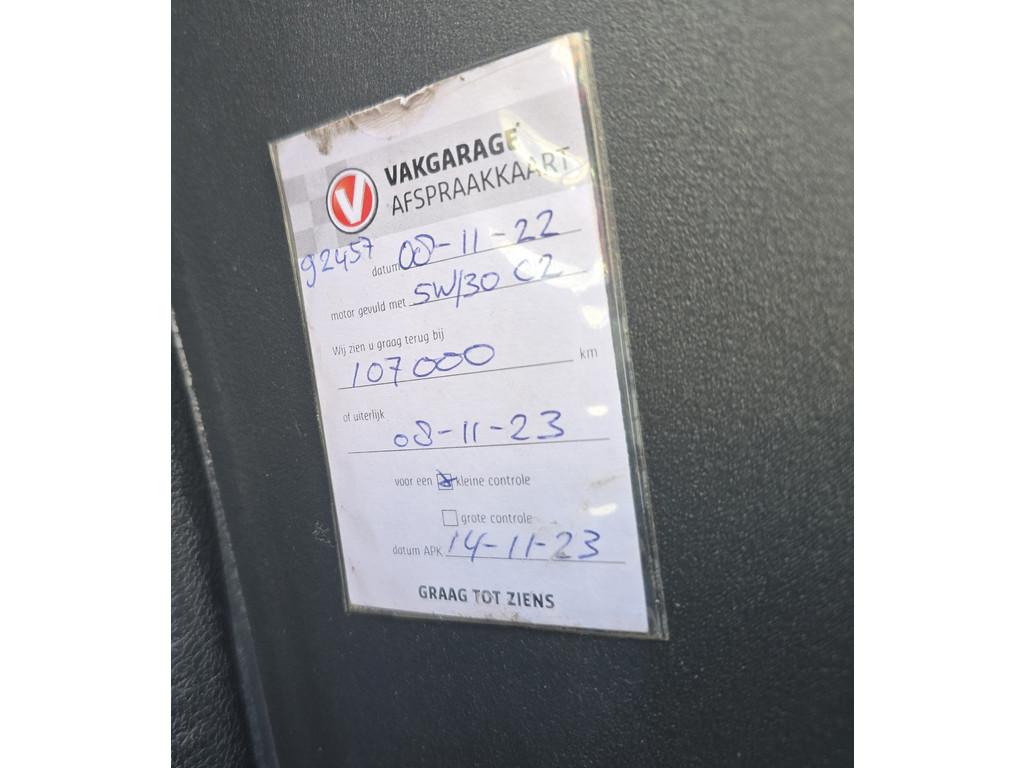 V VAKGARAGE
AFSPRAAKKAART
92457 datum 08-11-22
motor gevuld met 5W/30 C2
Wij zien u graag terug bij
107000 km
of uiterlijk
08-11-23
voor een kleine controle
grote controle
datum APK 14-11-23
GRAAG TOT ZIENS